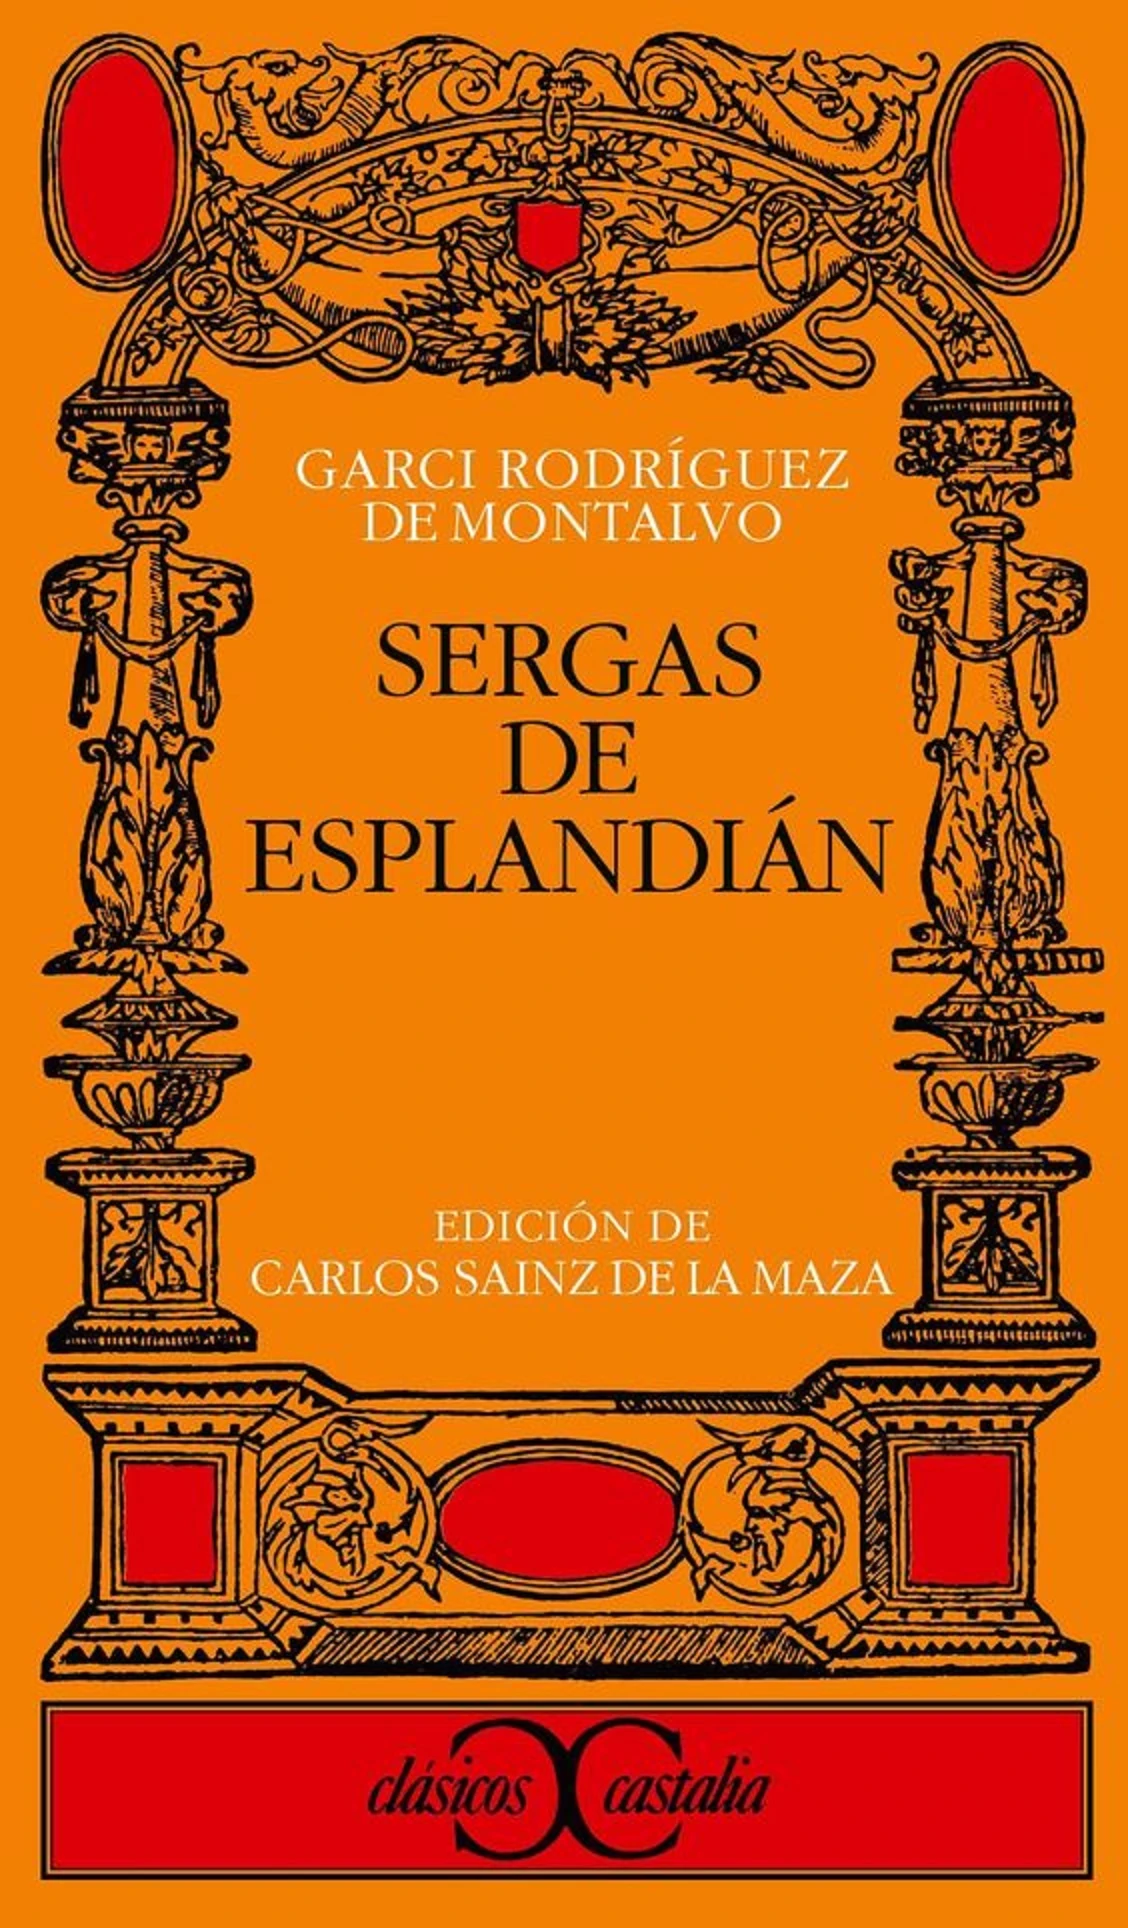 GARCI RODRÍGUEZ
DE MONTALVO
SERGAS
DE
ESPLANDIÁN
EDICIÓN DE
CARLOS SAINZ DE LA MAZA
clásicos castalia